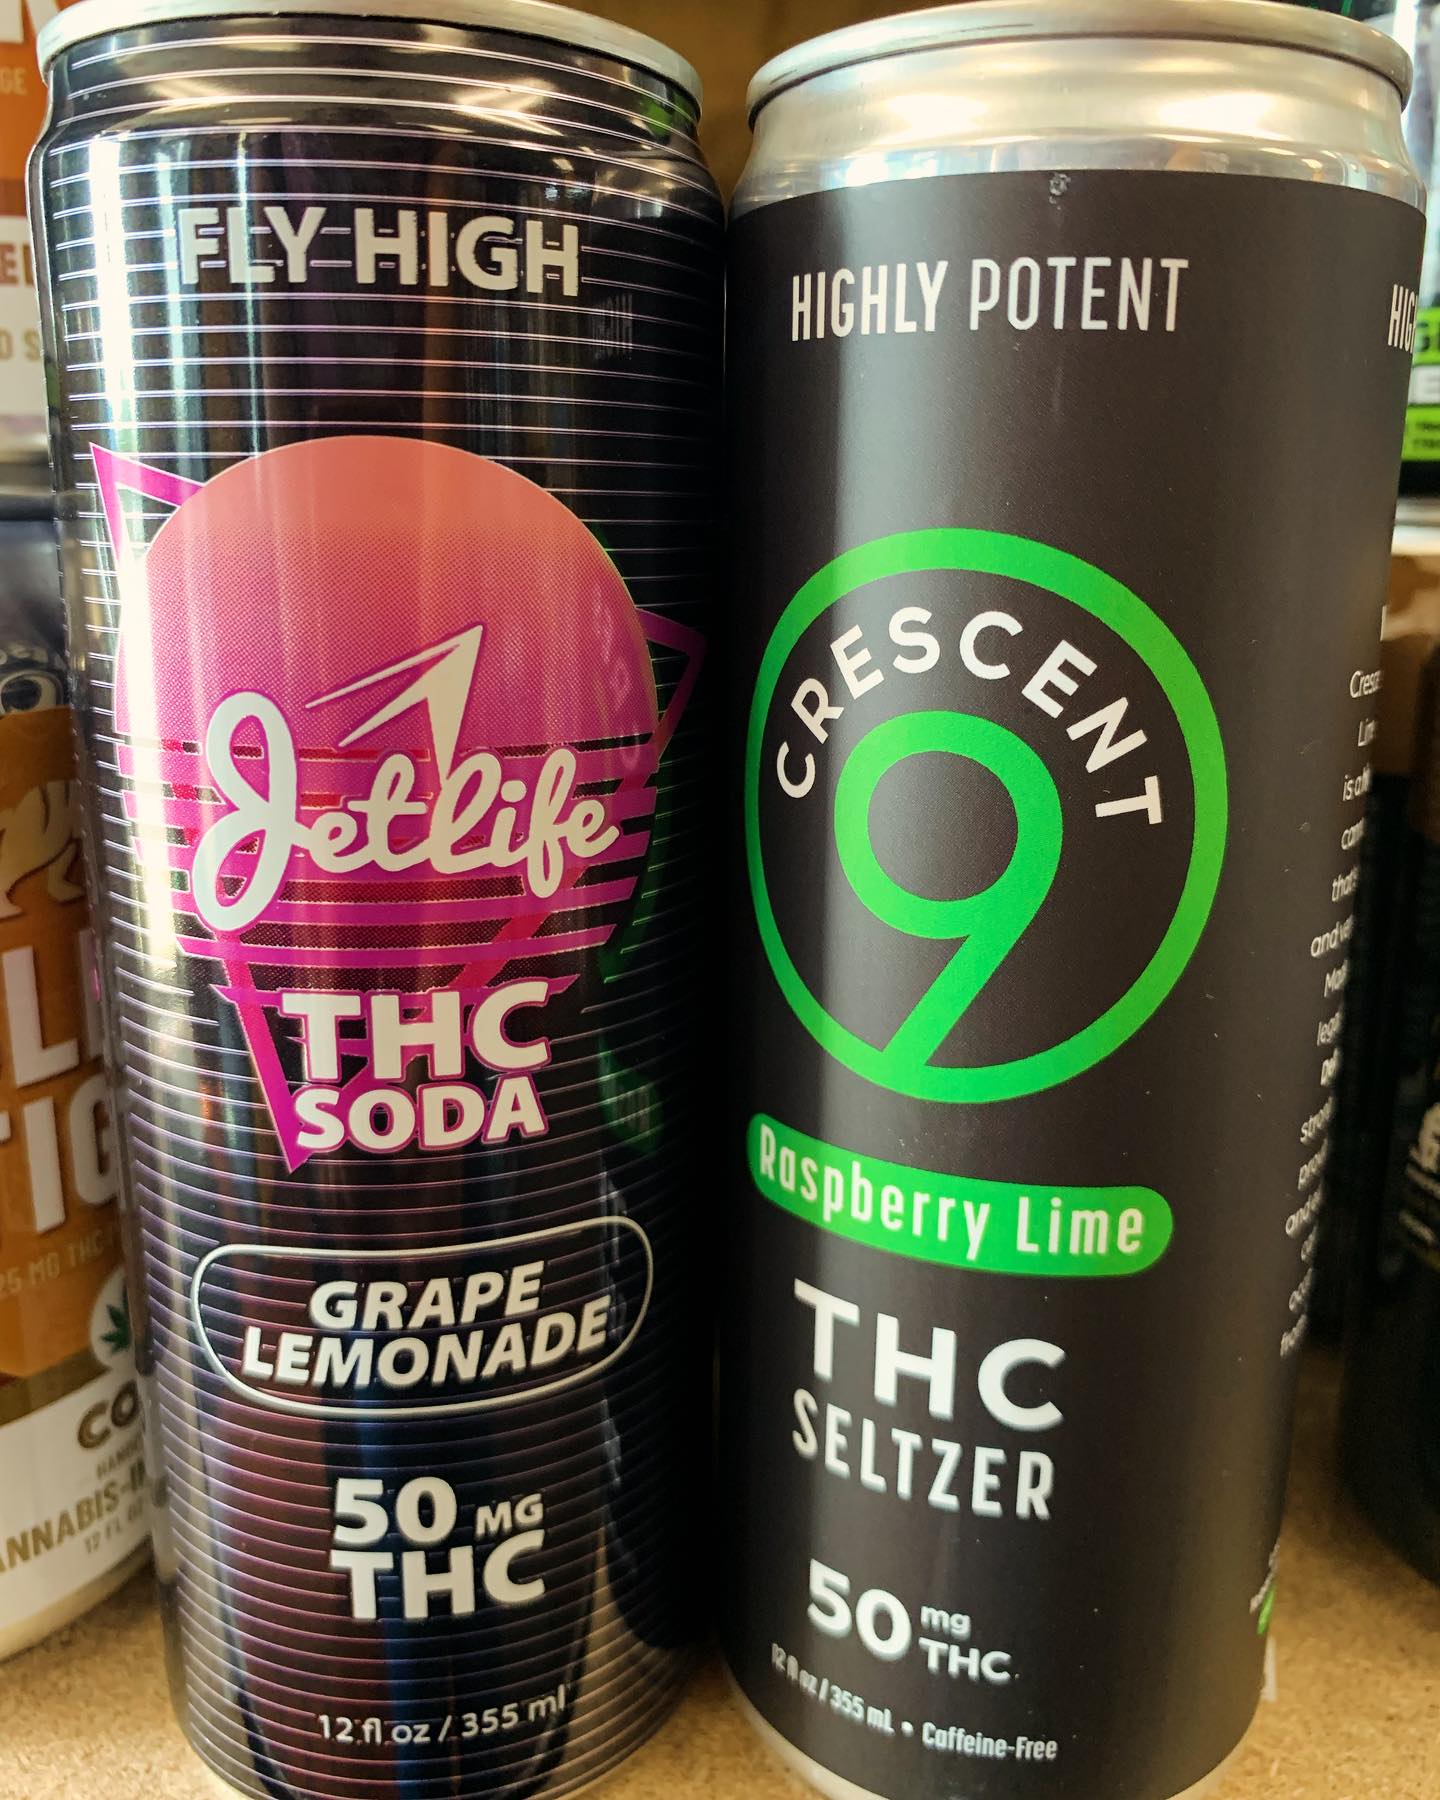 FLY HIGH
Jetlife
THC
SODA
GRAPE
LEMONADE
50 MG
THC
12 fl oz / 355 ml
HIGHLY POTENT
CRESCENT
9
Raspberry Lime
THC
SELTZER
50 mg
THC
12 fl oz / 355 mL • Caffeine-Free